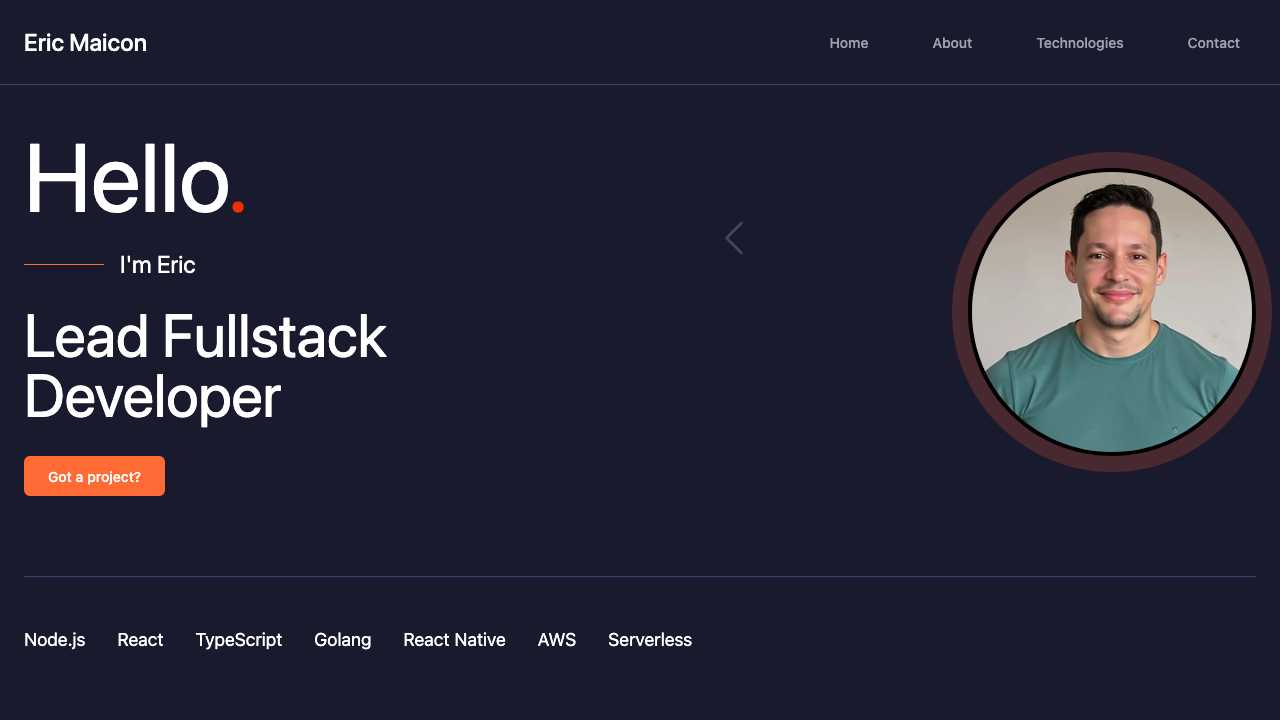 Eric Maicon
Home About Technologies Contact
Hello.
I'm Eric
Lead Fullstack
Developer
Got a project?
Node.js React TypeScript Golang React Native AWS Serverless